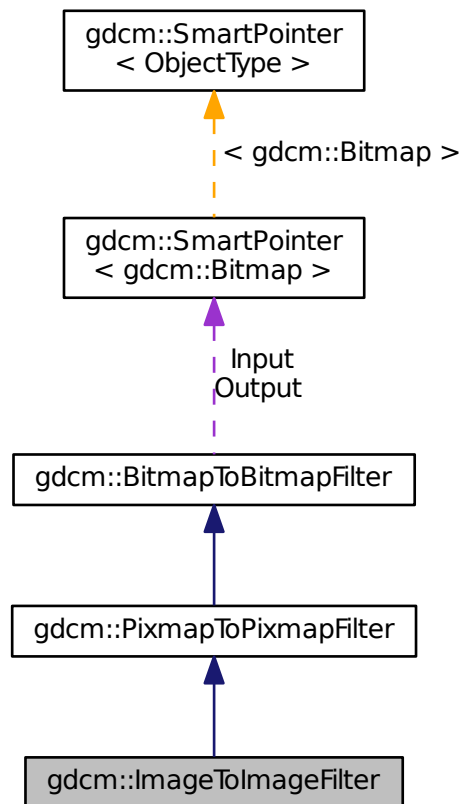 gdcm::SmartPointer
< ObjectType >
< gdcm::Bitmap >
gdcm::SmartPointer
< gdcm::Bitmap >
Input
Output
gdcm::BitmapToBitmapFilter
gdcm::PixmapToPixmapFilter
gdcm::ImageToImageFilter